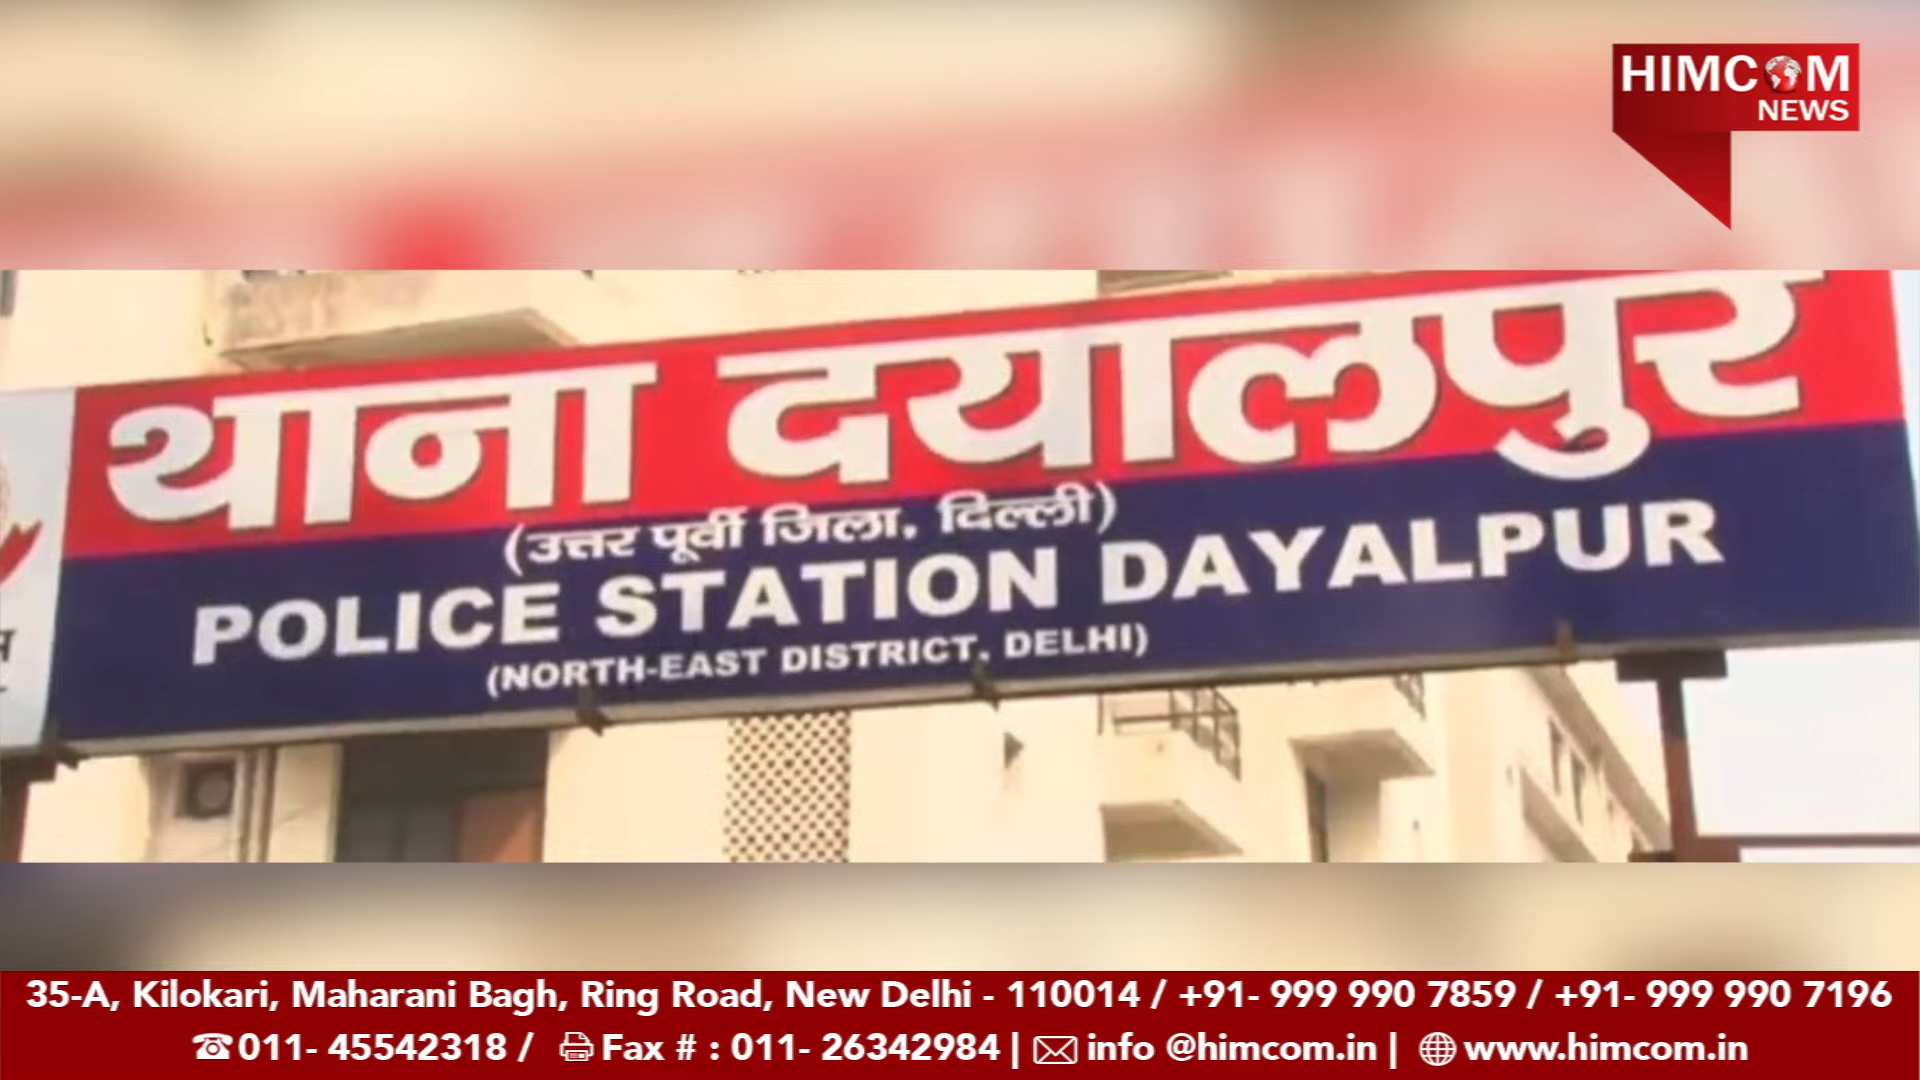 HIMCOM
NEWS
थाना दयालपुर
(उत्तर पूर्वी जिला, दिल्ली)
POLICE STATION DAYALPUR
(NORTH-EAST DISTRICT, DELHI)
35-A, Kilokari, Maharani Bagh, Ring Road, New Delhi - 110014 / +91- 999 990 7859 / +91- 999 990 7196
011- 45542318 / Fax # : 011- 26342984 | info @himcom.in | www.himcom.in